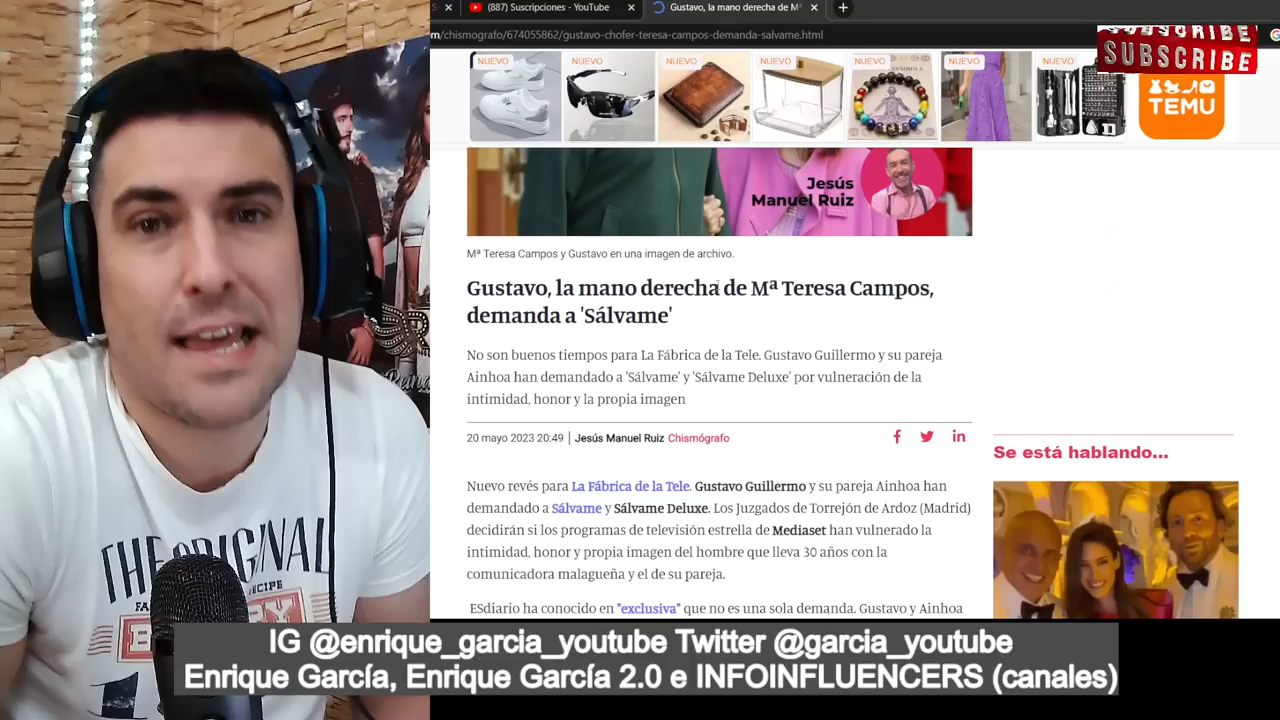 (887) Suscripciones - YouTube
Gustavo, la mano derecha de Mª
m/chismografo/674055862/gustavo-chofer-teresa-campos-demanda-salvame.html
SUBSCRIBE
SUBSCRIBE
NUEVO
NUEVO
NUEVO
NUEVO
NUEVO
NUEVO
NUEVO
TEMU
Jesús
Manuel Ruiz
Mª Teresa Campos y Gustavo en una imagen de archivo.
Gustavo, la mano derecha de Mª Teresa Campos,
demanda a 'Sálvame'
No son buenos tiempos para La Fábrica de la Tele. Gustavo Guillermo y su pareja
Ainhoa han demandado a 'Sálvame' y 'Sálvame Deluxe' por vulneración de la
intimidad, honor y la propia imagen
20 mayo 2023 20:49 | Jesús Manuel Ruiz Chismógrafo
Se está hablando...
Nuevo revés para La Fábrica de la Tele. Gustavo Guillermo y su pareja Ainhoa han
demandado a Sálvame y Sálvame Deluxe. Los Juzgados de Torrejón de Ardoz (Madrid)
decidirán si los programas de televisión estrella de Mediaset han vulnerado la
intimidad, honor y propia imagen del hombre que lleva 30 años con la
comunicadora malagueña y el de su pareja.
ESdiario ha conocido en "exclusiva" que no es una sola demanda. Gustavo y Ainhoa
THE ORIGINAL
IG @enrique_garcia_youtube Twitter @garcia_youtube
Enrique García, Enrique García 2.0 e INFOINFLUENCERS (canales)